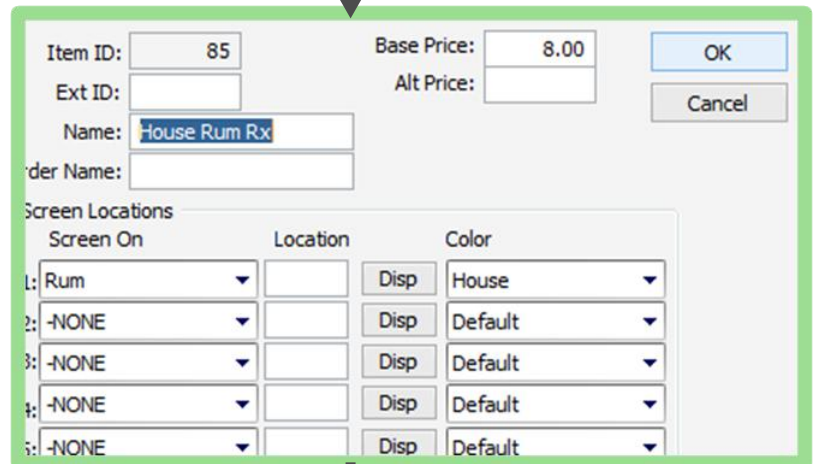 Item ID: 85 Base Price: 8.00 OK
Ext ID: Alt Price: Cancel
Name: House Rum Rx
rder Name:
Screen Locations
Screen On Location Color
1: Rum Disp House
2: -NONE Disp Default
3: -NONE Disp Default
4: -NONE Disp Default
5: -NONE Disp Default